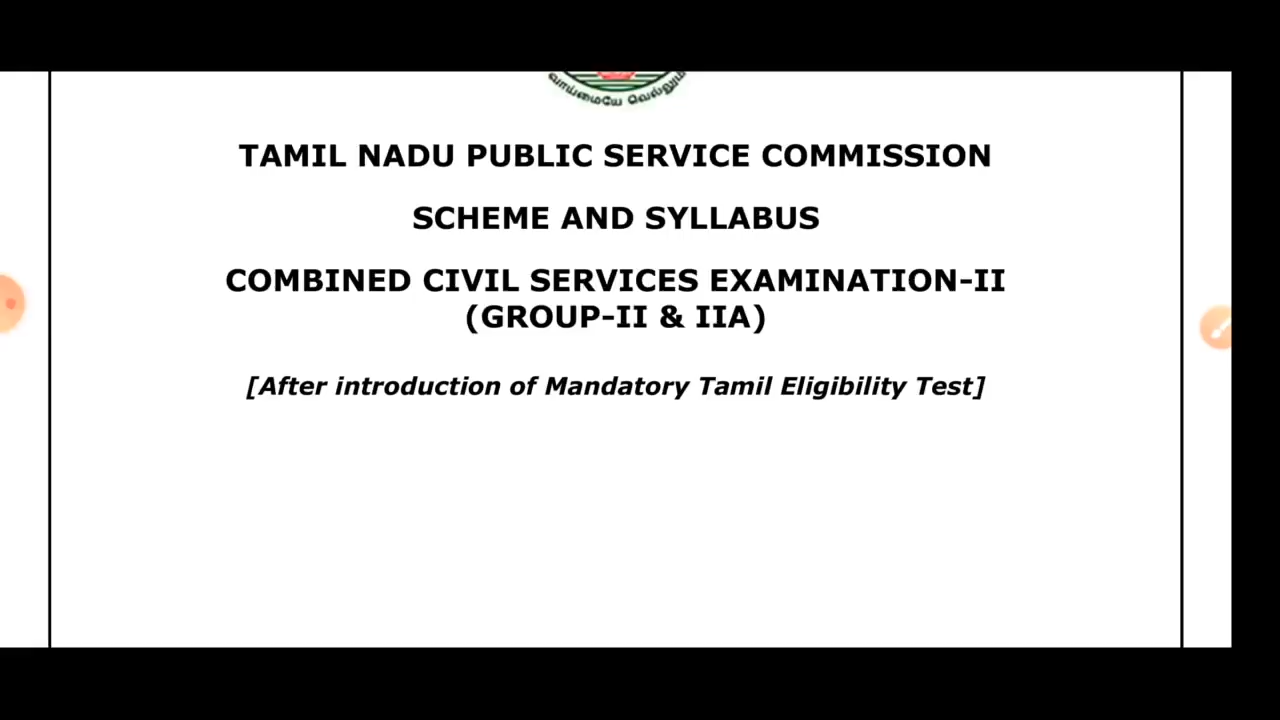 வாய்மையே வெல்லும்
TAMIL NADU PUBLIC SERVICE COMMISSION
SCHEME AND SYLLABUS
COMBINED CIVIL SERVICES EXAMINATION-II
(GROUP-II & IIA)
[After introduction of Mandatory Tamil Eligibility Test]